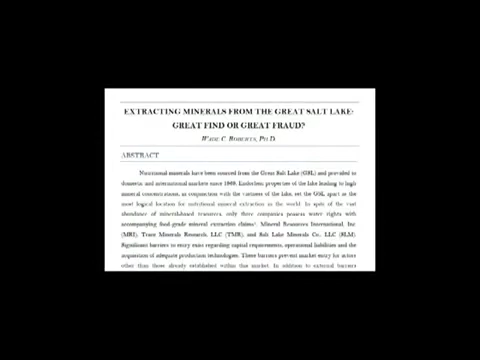 EXTRACTING MINERALS FROM THE GREAT SALT LAKE:
GREAT FIND OR GREAT FRAUD?
WADE C. ROBERTS, PH.D.
ABSTRACT
Nutritional minerals have been sourced from the Great Salt Lake (GSL) and provided to
domestic and international markets since 1969. Endorheic properties of the lake leading to high
mineral concentrations, in conjunction with the vastness of the lake, set the GSL apart as the
most logical location for nutritional mineral extraction in the world. In spite of the vast
abundance of mineral-based resources, only three companies possess water rights with
accompanying food-grade mineral extraction claims: Mineral Resources International, Inc
(MRI), Trace Minerals Research, LLC (TMR), and Salt Lake Minerals Co., LLC (SLM).
Significant barriers to entry exist regarding capital requirements, operational liabilities and the
acquisition of adequate production technologies. These barriers prevent market entry for actors
other than those already established within this market. In addition to external barriers